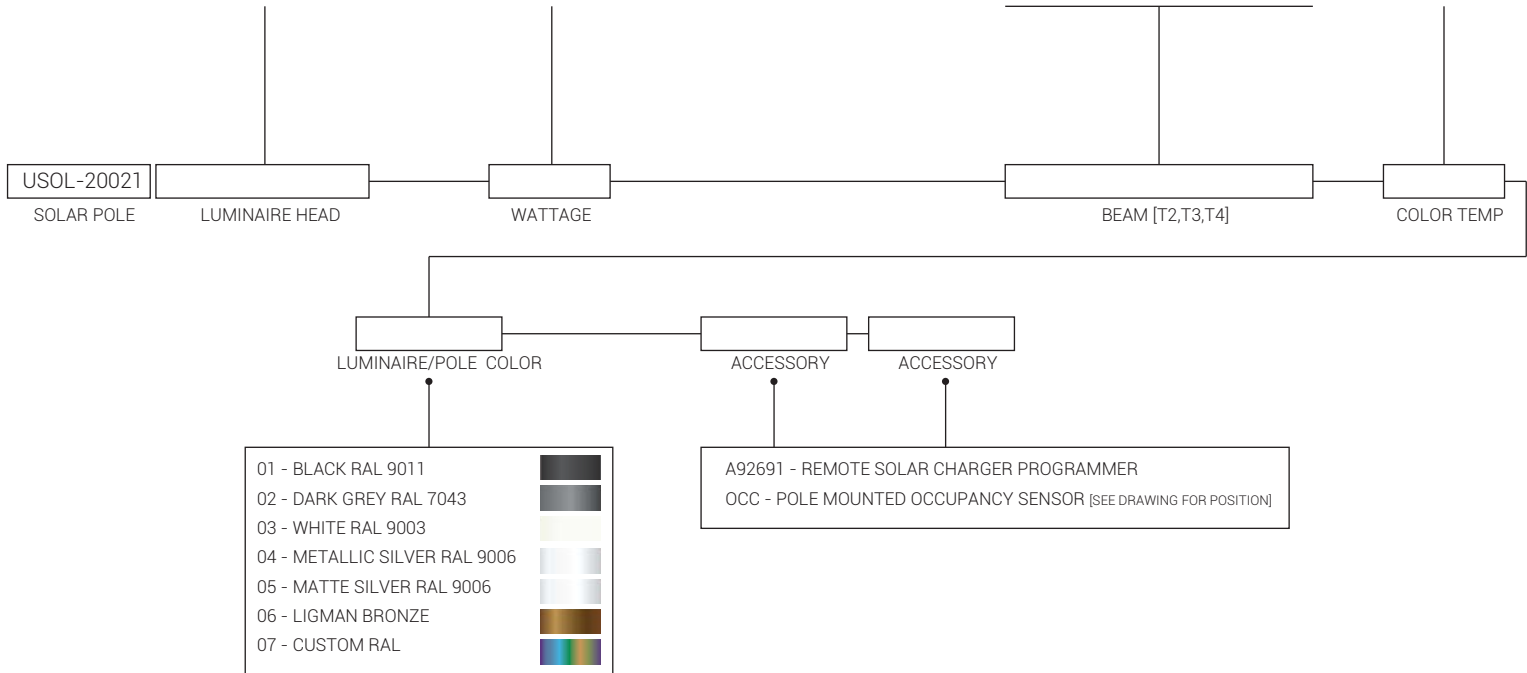 USOL-20021
SOLAR POLE LUMINAIRE HEAD WATTAGE BEAM [T2,T3,T4] COLOR TEMP
LUMINAIRE/POLE COLOR ACCESSORY ACCESSORY
01 - BLACK RAL 9011
02 - DARK GREY RAL 7043
03 - WHITE RAL 9003
04 - METALLIC SILVER RAL 9006
05 - MATTE SILVER RAL 9006
06 - LIGMAN BRONZE
07 - CUSTOM RAL
A92691 - REMOTE SOLAR CHARGER PROGRAMMER
OCC - POLE MOUNTED OCCUPANCY SENSOR [SEE DRAWING FOR POSITION]